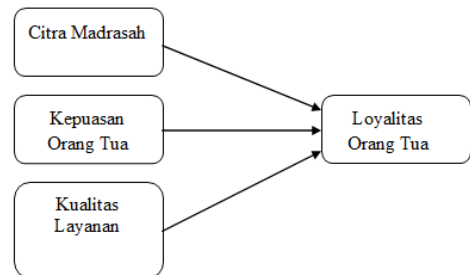 Citra Madrasah
Kepuasan
Orang Tua
Loyalitas
Orang Tua
Kualitas
Layanan